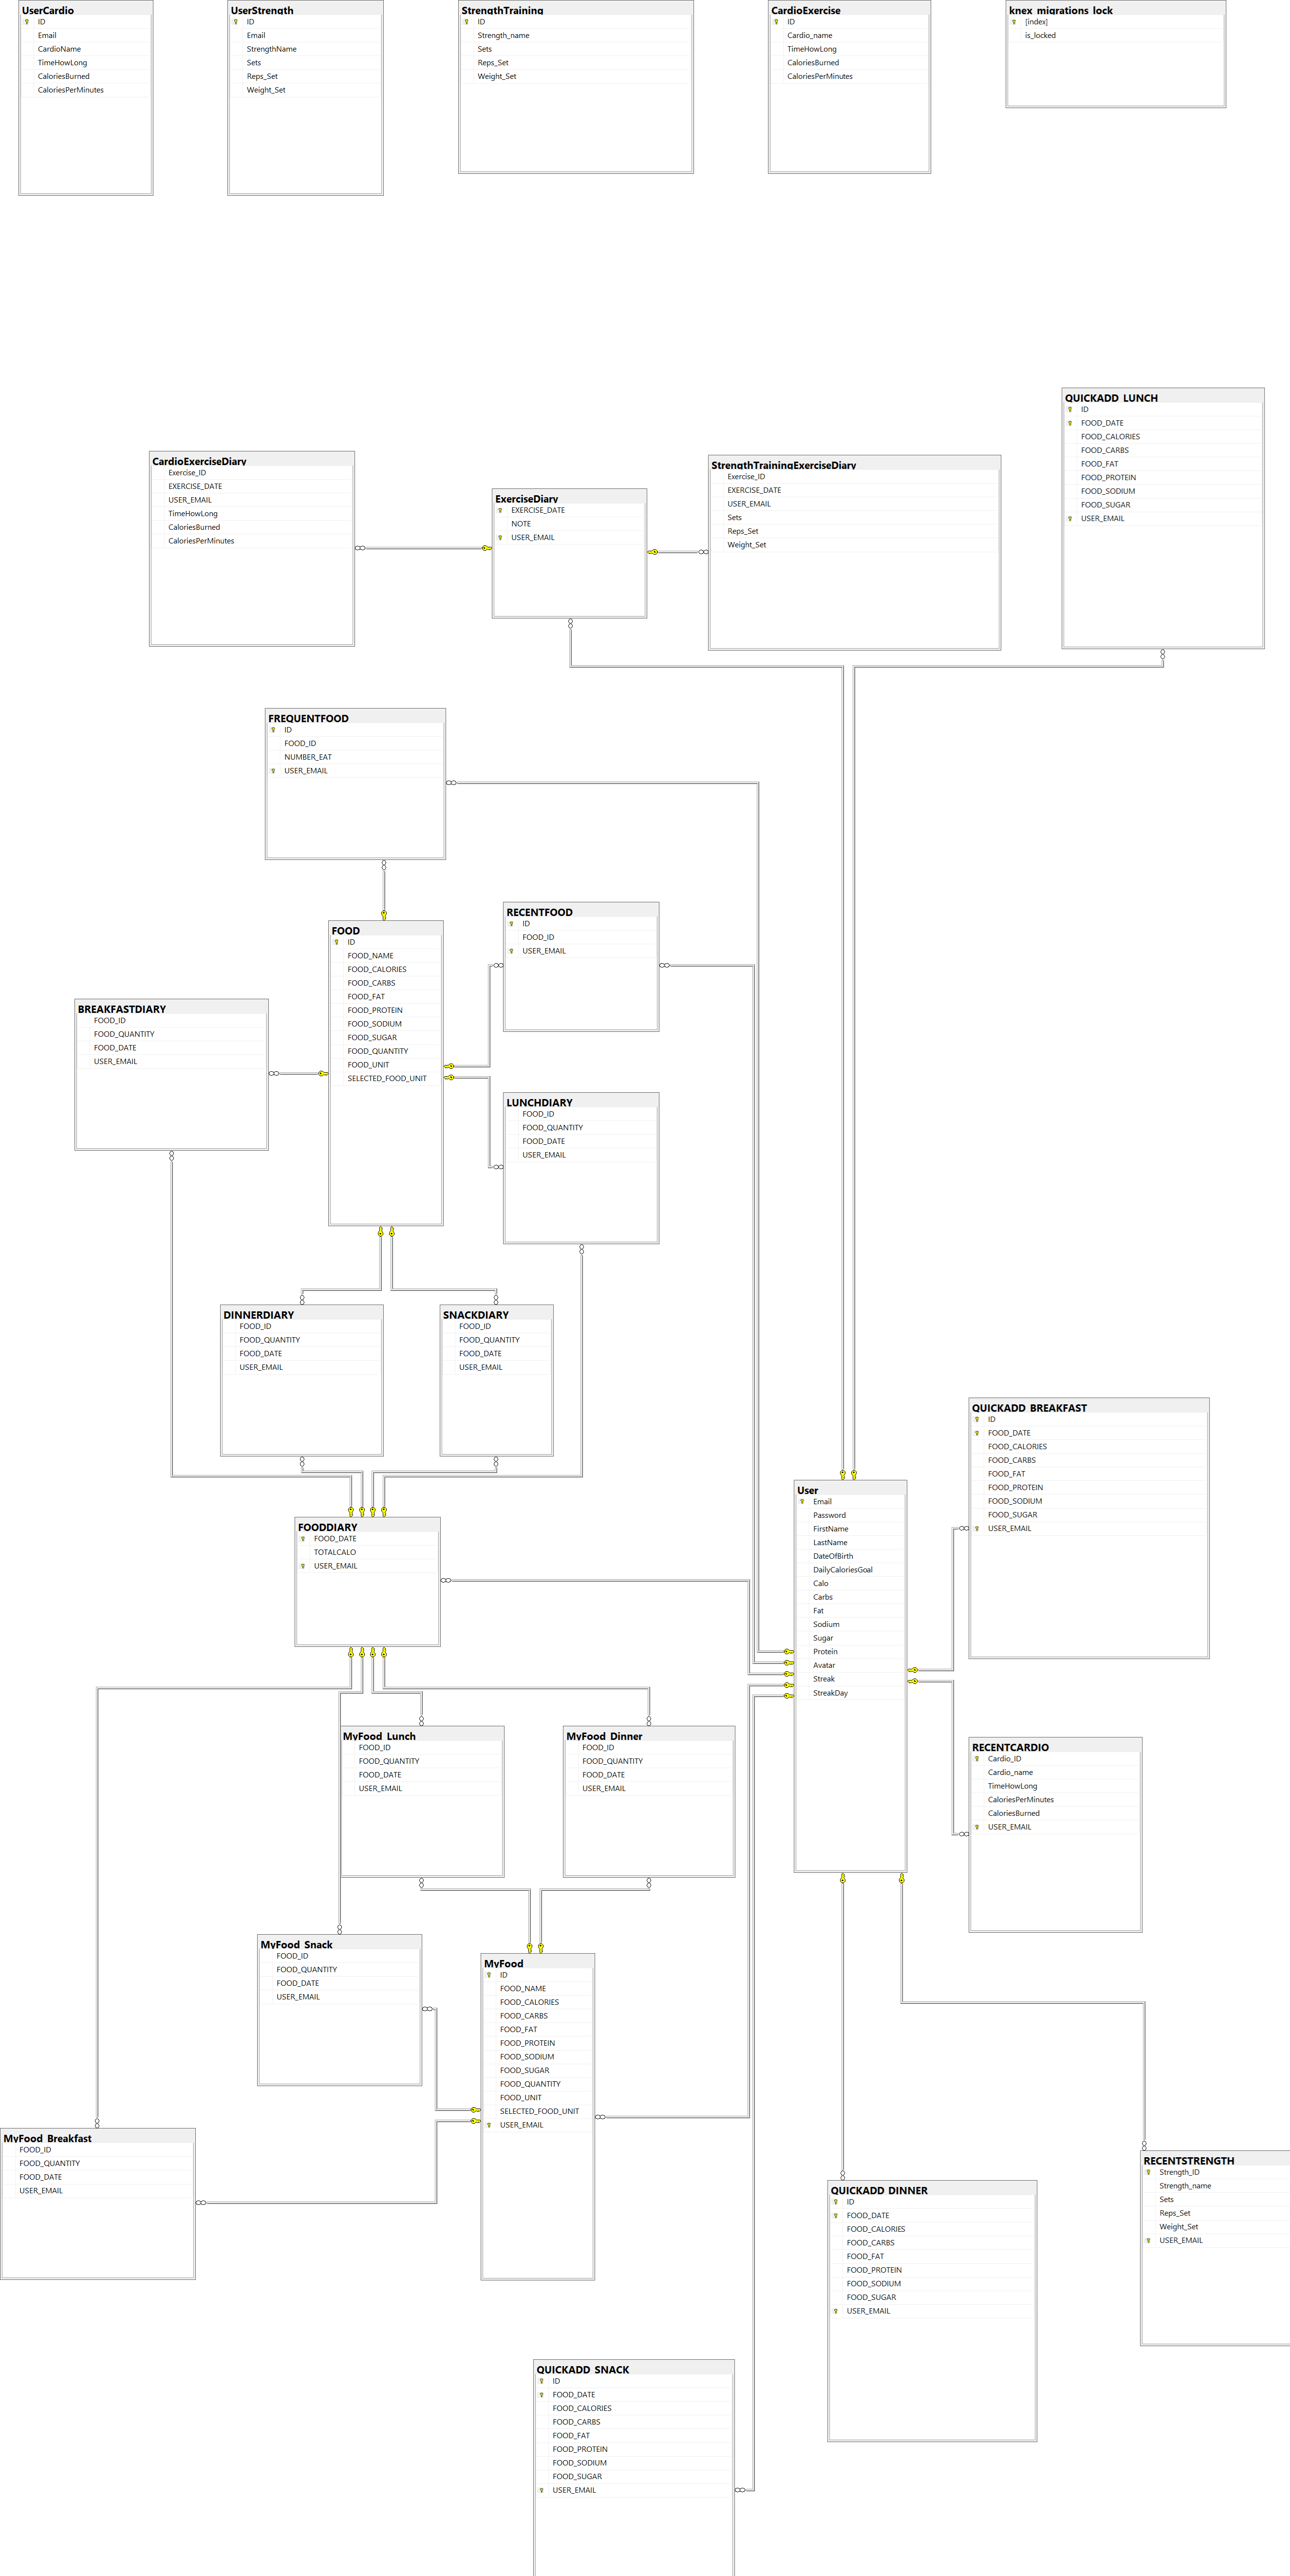 UserCardio
ID
Email
CardioName
TimeHowLong
CaloriesBurned
CaloriesPerMinutes
UserStrength
ID
Email
StrengthName
Sets
Reps_Set
Weight_Set
StrengthTraining
ID
Strength_name
Sets
Reps_Set
Weight_Set
CardioExercise
ID
Cardio_name
TimeHowLong
CaloriesBurned
CaloriesPerMinutes
knex_migrations_lock
[index]
is_locked
QUICKADD_LUNCH
ID
FOOD_DATE
FOOD_CALORIES
FOOD_CARBS
FOOD_FAT
FOOD_PROTEIN
FOOD_SODIUM
FOOD_SUGAR
USER_EMAIL
CardioExerciseDiary
Exercise_ID
EXERCISE_DATE
USER_EMAIL
TimeHowLong
CaloriesBurned
CaloriesPerMinutes
ExerciseDiary
EXERCISE_DATE
NOTE
USER_EMAIL
StrengthTrainingExerciseDiary
Exercise_ID
EXERCISE_DATE
USER_EMAIL
Sets
Reps_Set
Weight_Set
FREQUENTFOOD
ID
FOOD_ID
NUMBER_EAT
USER_EMAIL
RECENTFOOD
ID
FOOD_ID
USER_EMAIL
FOOD
ID
FOOD_NAME
FOOD_CALORIES
FOOD_CARBS
FOOD_FAT
FOOD_PROTEIN
FOOD_SODIUM
FOOD_SUGAR
FOOD_QUANTITY
FOOD_UNIT
SELECTED_FOOD_UNIT
BREAKFASTDIARY
FOOD_ID
FOOD_QUANTITY
FOOD_DATE
USER_EMAIL
LUNCHDIARY
FOOD_ID
FOOD_QUANTITY
FOOD_DATE
USER_EMAIL
DINNERDIARY
FOOD_ID
FOOD_QUANTITY
FOOD_DATE
USER_EMAIL
SNACKDIARY
FOOD_ID
FOOD_QUANTITY
FOOD_DATE
USER_EMAIL
QUICKADD_BREAKFAST
ID
FOOD_DATE
FOOD_CALORIES
FOOD_CARBS
FOOD_FAT
FOOD_PROTEIN
FOOD_SODIUM
FOOD_SUGAR
USER_EMAIL
User
Email
Password
FirstName
LastName
DateOfBirth
DailyCaloriesGoal
Calo
Carbs
Fat
Sodium
Sugar
Protein
Avatar
Streak
StreakDay
FOODDIARY
FOOD_DATE
TOTALCALO
USER_EMAIL
MyFood_Lunch
FOOD_ID
FOOD_QUANTITY
FOOD_DATE
USER_EMAIL
MyFood_Dinner
FOOD_ID
FOOD_QUANTITY
FOOD_DATE
USER_EMAIL
RECENTCARDIO
Cardio_ID
Cardio_name
TimeHowLong
CaloriesPerMinutes
CaloriesBurned
USER_EMAIL
MyFood_Snack
FOOD_ID
FOOD_QUANTITY
FOOD_DATE
USER_EMAIL
MyFood
ID
FOOD_NAME
FOOD_CALORIES
FOOD_CARBS
FOOD_FAT
FOOD_PROTEIN
FOOD_SODIUM
FOOD_SUGAR
FOOD_QUANTITY
FOOD_UNIT
SELECTED_FOOD_UNIT
USER_EMAIL
MyFood_Breakfast
FOOD_ID
FOOD_QUANTITY
FOOD_DATE
USER_EMAIL
RECENTSTRENGTH
Strength_ID
Strength_name
Sets
Reps_Set
Weight_Set
USER_EMAIL
QUICKADD_DINNER
ID
FOOD_DATE
FOOD_CALORIES
FOOD_CARBS
FOOD_FAT
FOOD_PROTEIN
FOOD_SODIUM
FOOD_SUGAR
USER_EMAIL
QUICKADD_SNACK
ID
FOOD_DATE
FOOD_CALORIES
FOOD_CARBS
FOOD_FAT
FOOD_PROTEIN
FOOD_SODIUM
FOOD_SUGAR
USER_EMAIL